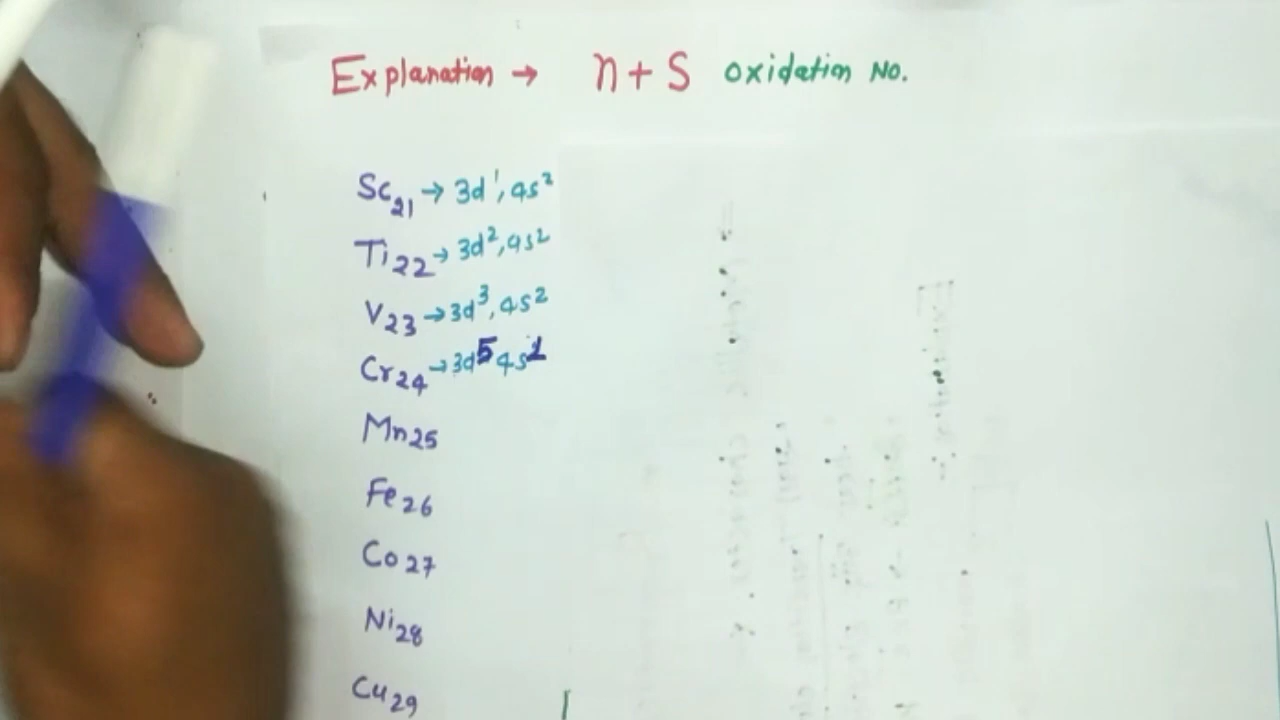 Explanation → n + S oxidation No.
Sc₂₁ → 3d¹, 4s²
Ti₂₂ → 3d², 4s²
V₂₃ → 3d³, 4s²
Cr₂₄ → 3d⁵ 4s¹
Mn₂₅
Fe₂₆
Co₂₇
Ni₂₈
Cu₂₉